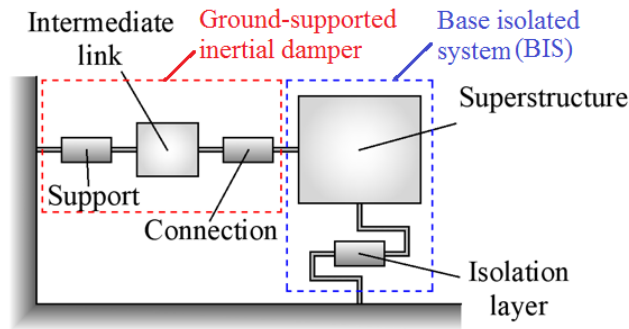 Ground-supported
inertial damper
Base isolated
system (BIS)
Intermediate
link
Superstructure
Support
Connection
Isolation
layer